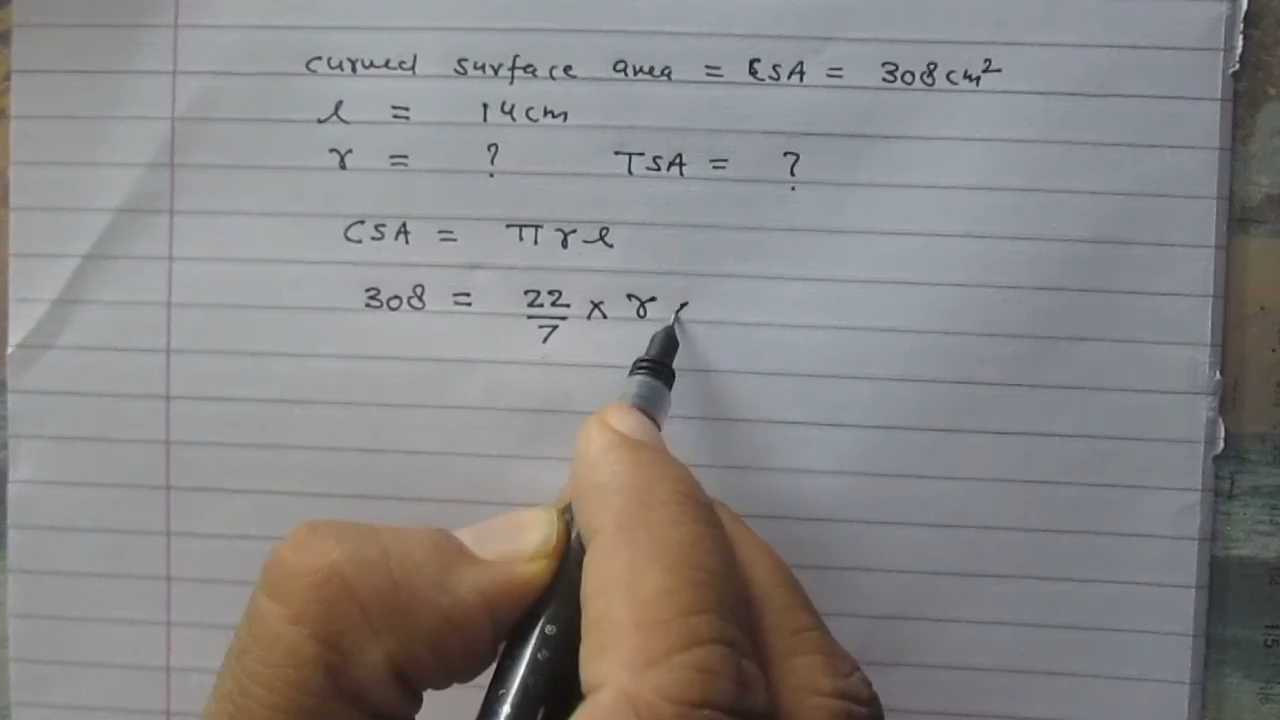 curved surface area = CSA = 308 cm²
l = 14 cm
r = ? TSA = ?
CSA = πrl
308 = 22/7 × r